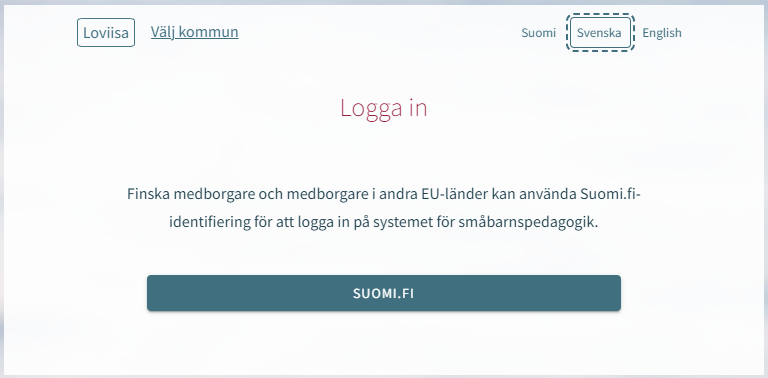 Loviisa Välj kommun Suomi Svenska English
Logga in
Finska medborgare och medborgare i andra EU-länder kan använda Suomi.fi-
identifiering för att logga in på systemet för småbarnspedagogik.
SUOMI.FI